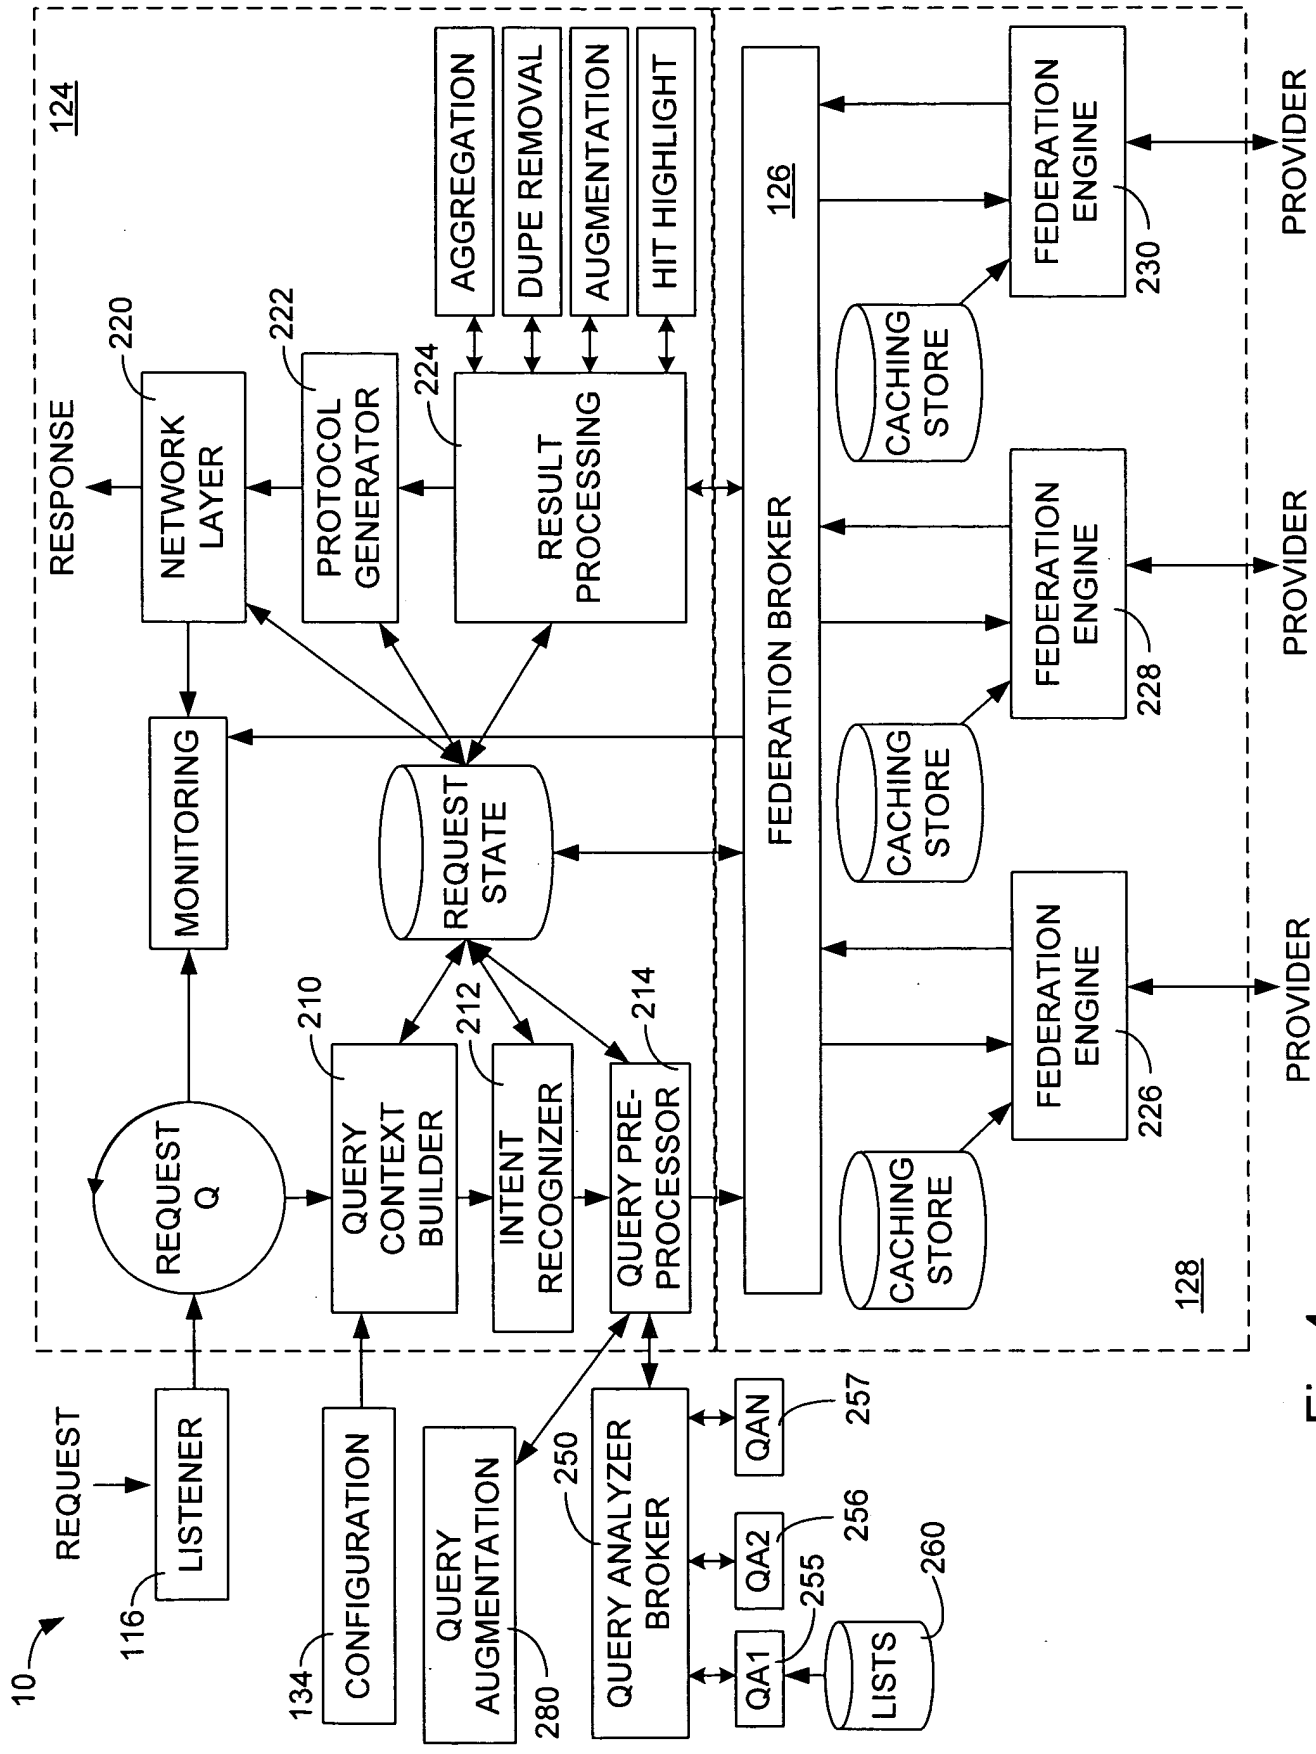 10
REQUEST
RESPONSE
124
116
LISTENER
REQUEST
Q
MONITORING
220
NETWORK
LAYER
134
CONFIGURATION
210
QUERY
CONTEXT
BUILDER
222
PROTOCOL
GENERATOR
QUERY
AUGMENTATION
280
212
INTENT
RECOGNIZER
REQUEST
STATE
224
RESULT
PROCESSING
AGGREGATION
DUPE REMOVAL
AUGMENTATION
HIT HIGHLIGHT
250
QUERY ANALYZER
BROKER
214
QUERY PRE-
PROCESSOR
QA1
255
QA2
256
QAN
257
LISTS
260
FEDERATION BROKER
126
CACHING
STORE
CACHING
STORE
CACHING
STORE
FEDERATION
ENGINE
226
FEDERATION
ENGINE
228
FEDERATION
ENGINE
230
128
PROVIDER
PROVIDER
PROVIDER